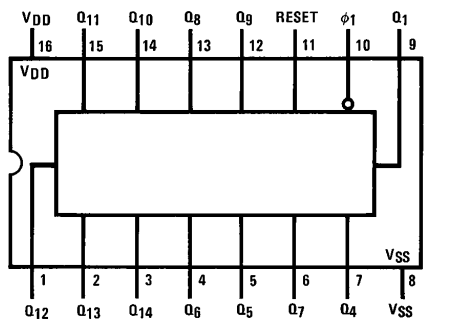 VDD Q11 Q10 Q8 Q9 RESET ϕ1 Q1
16 15 14 13 12 11 10 9
VDD
VSS
1 2 3 4 5 6 7 8
Q12 Q13 Q14 Q6 Q5 Q7 Q4 VSS